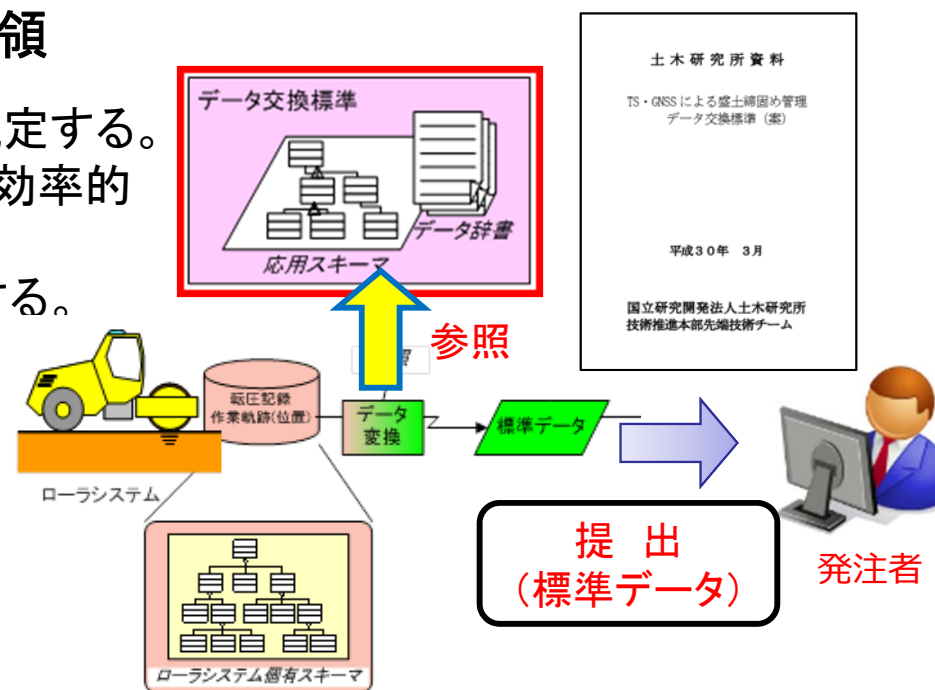 領
定する。
効率的
する。
データ交換標準
データ辞書
応用スキーマ
土木研究所資料
TS・GNSSによる盛土締固め管理
データ交換標準（案）
平成３０年　３月
国立研究開発法人土木研究所
技術推進本部先端技術チーム
参照
転圧記録
作業軌跡(位置)
データ
変換
標準データ
ローラシステム
提　出
（標準データ）
発注者
ローラシステム個有スキーマ